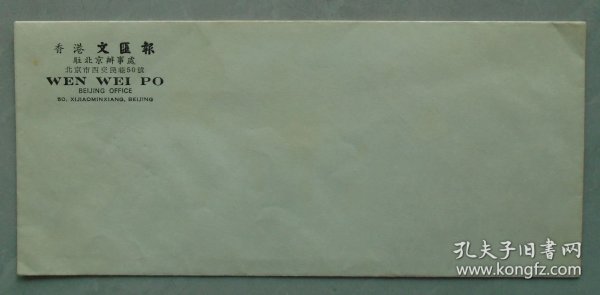 香港 文匯報
駐北京辦事處
北京市西交民巷50號
WEN WEI PO
BEIJING OFFICE
50, XIJIAOMINXIANG, BEIJING
孔夫子旧书网
www.kongfz.com